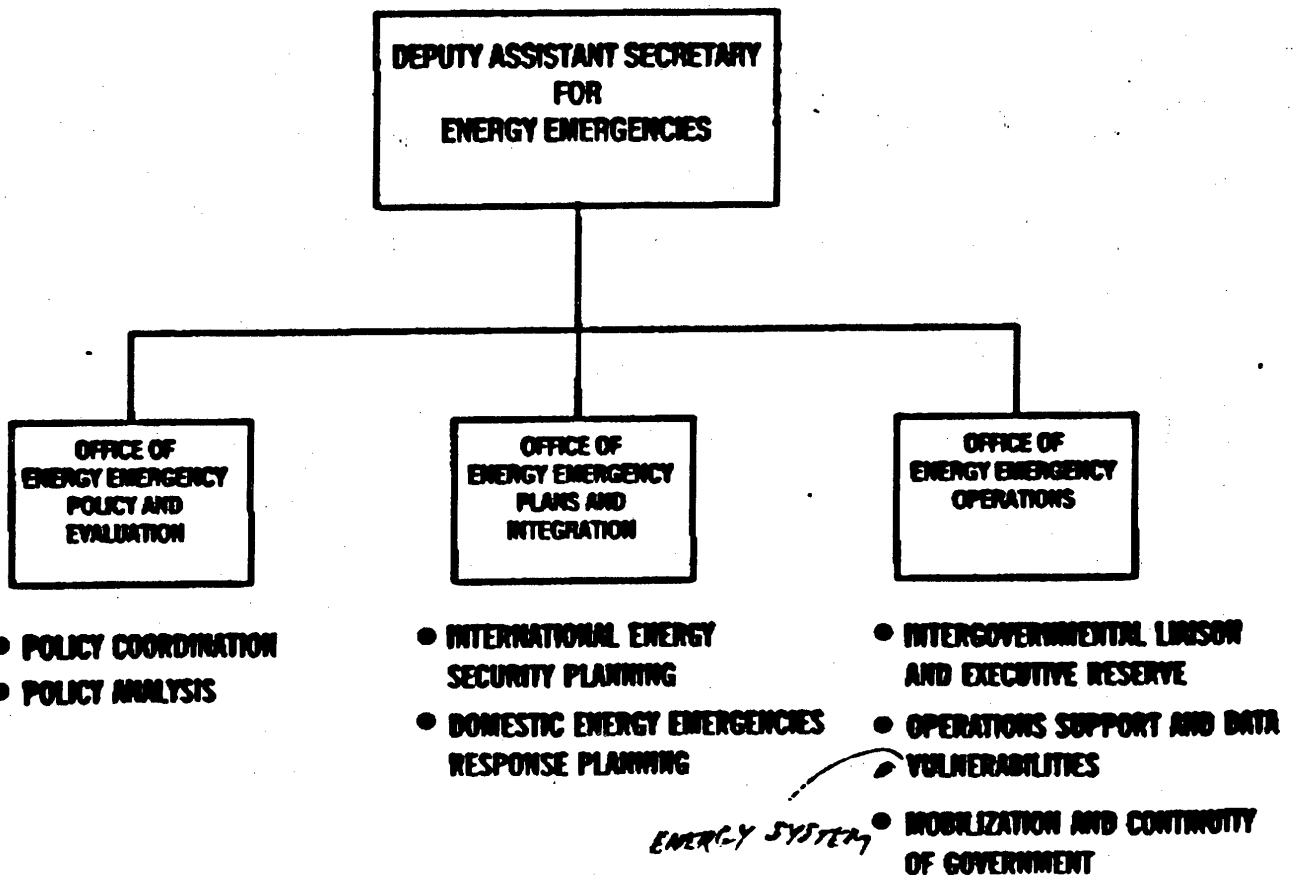 DEPUTY ASSISTANT SECRETARY
FOR
ENERGY EMERGENCIES
OFFICE OF
ENERGY EMERGENCY
POLICY AND
EVALUATION
OFFICE OF
ENERGY EMERGENCY
PLANS AND
INTEGRATION
OFFICE OF
ENERGY EMERGENCY
OPERATIONS
● POLICY COORDINATION
● POLICY ANALYSIS
● INTERNATIONAL ENERGY
SECURITY PLANNING
● DOMESTIC ENERGY EMERGENCIES
RESPONSE PLANNING
● INTERGOVERNMENTAL LIAISON
AND EXECUTIVE RESERVE
● OPERATIONS SUPPORT AND DATA
VULNERABILITIES
● MOBILIZATION AND CONTINUITY
OF GOVERNMENT
ENERGY SYSTEM